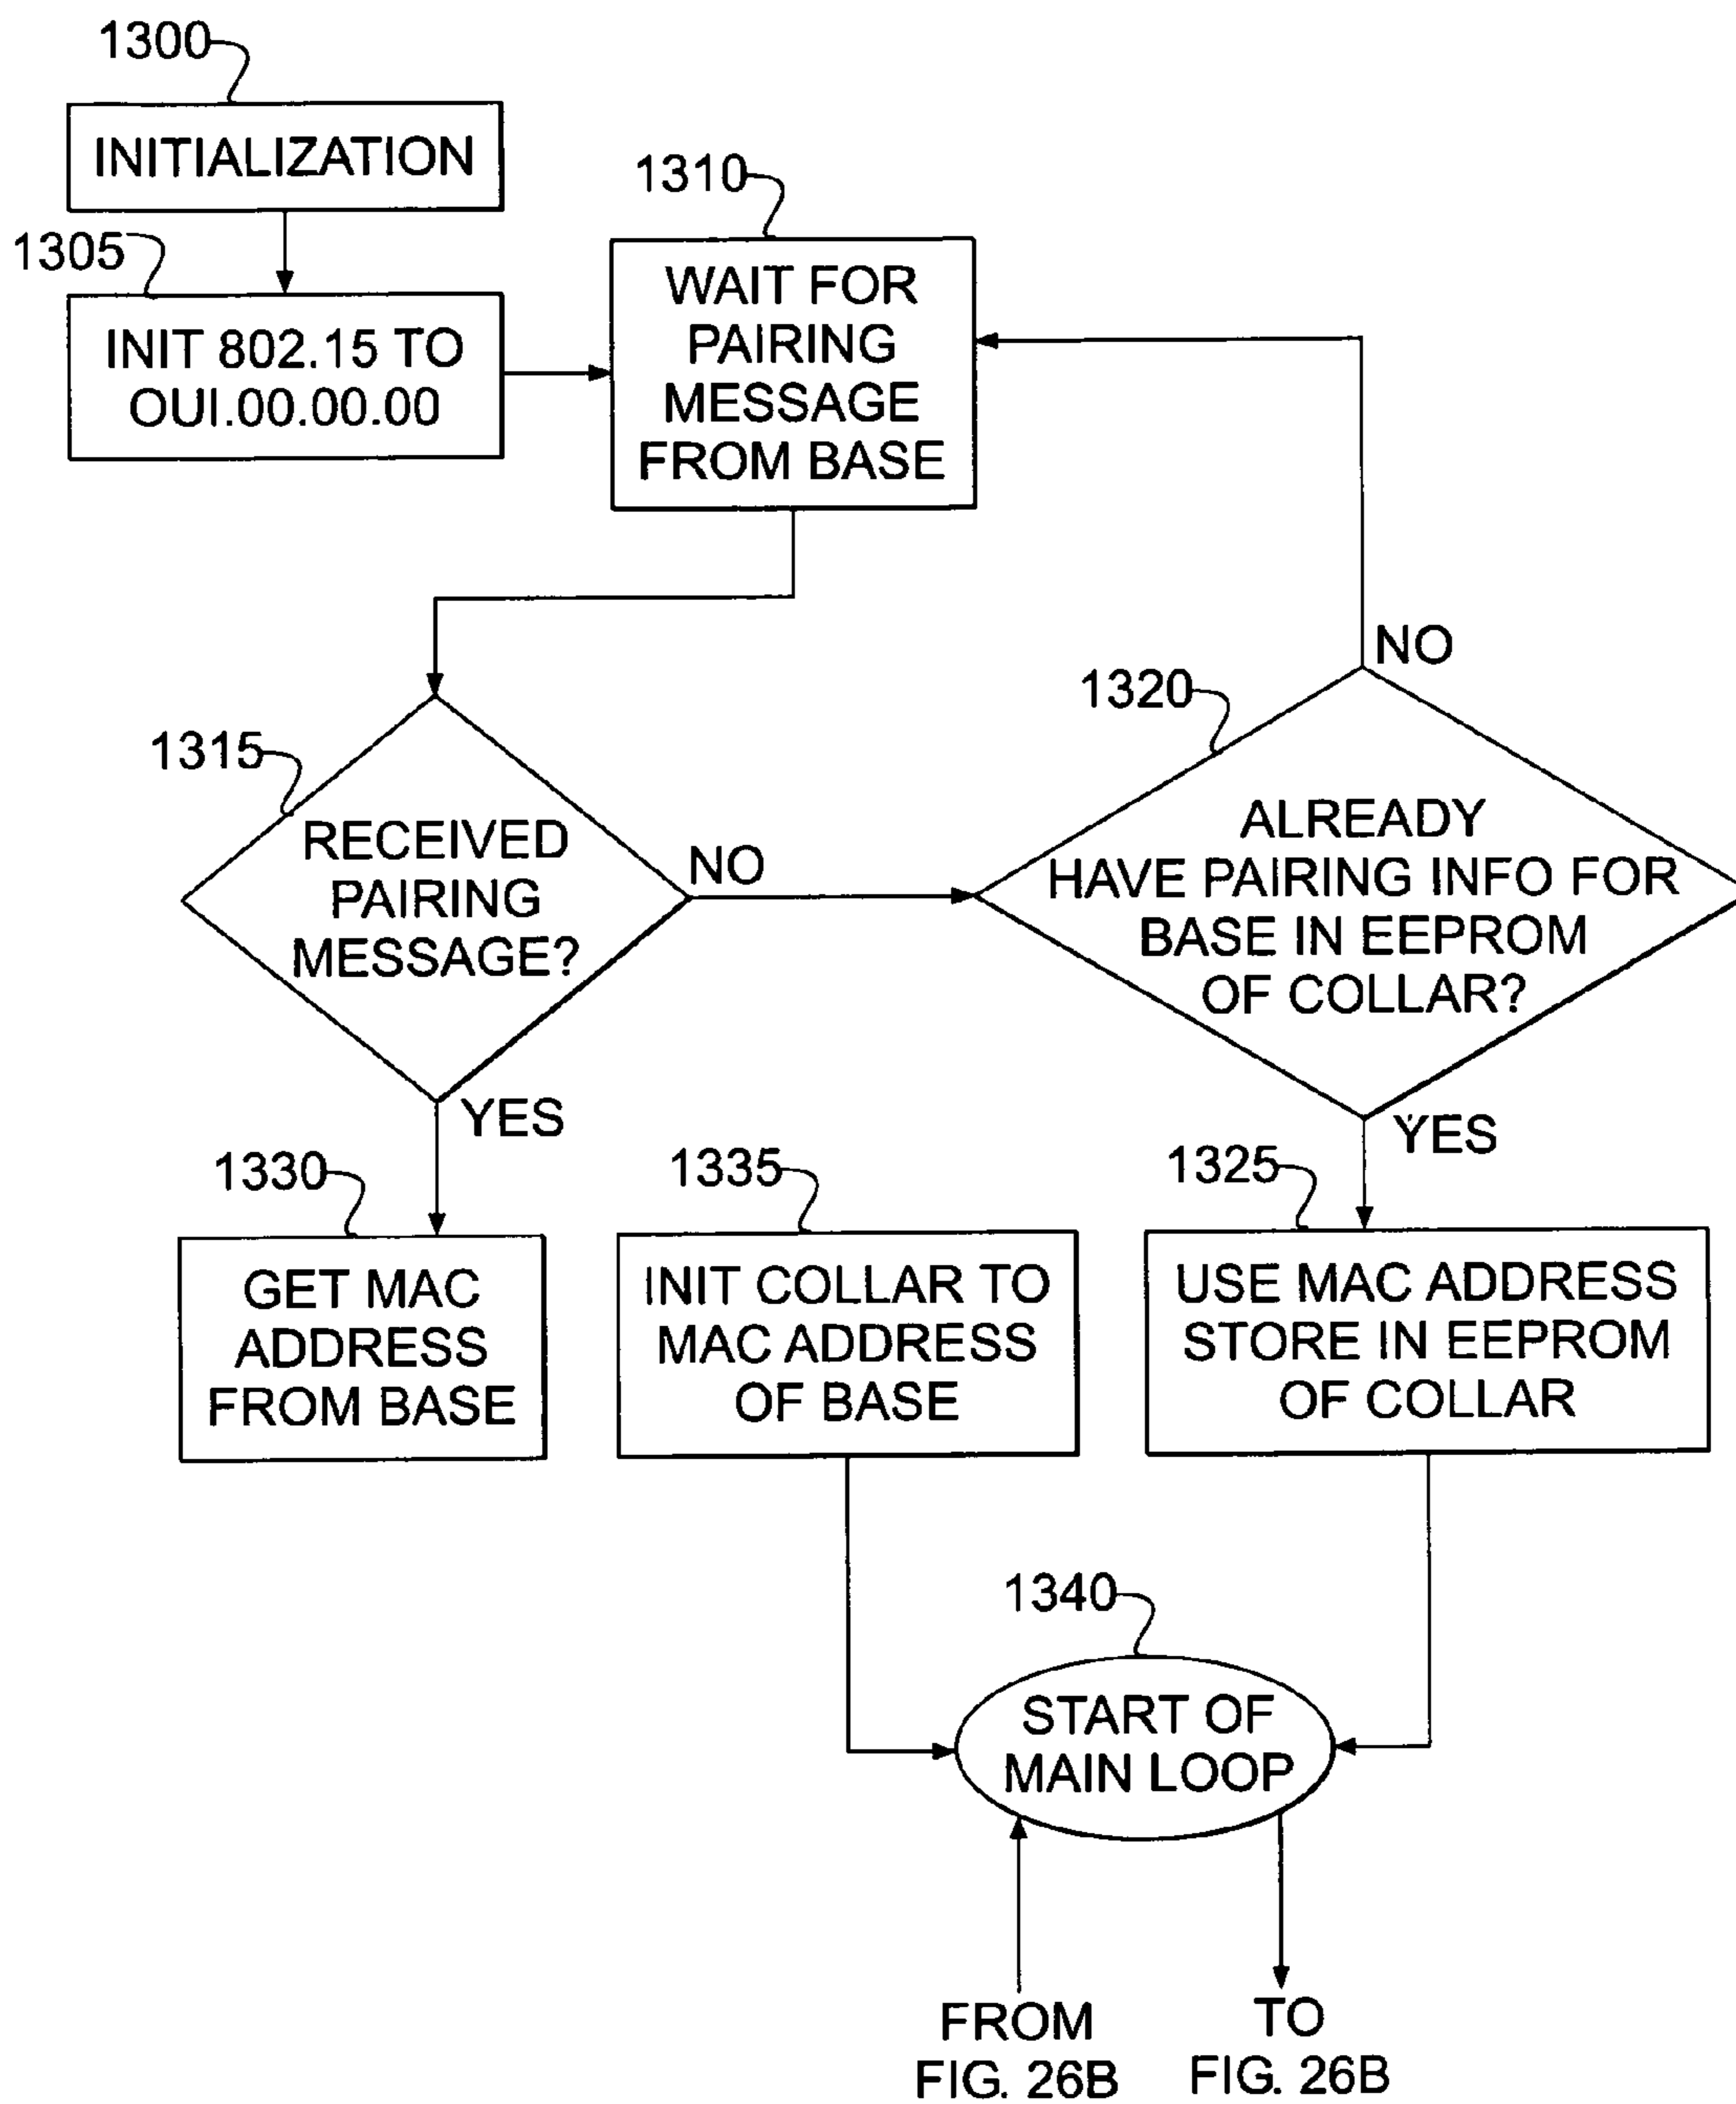 1300
INITIALIZATION
1305
INIT 802.15 TO
OUI.00.00.00
1310
WAIT FOR
PAIRING
MESSAGE
FROM BASE
1315
RECEIVED
PAIRING
MESSAGE?
NO
YES
1320
NO
ALREADY
HAVE PAIRING INFO FOR
BASE IN EEPROM
OF COLLAR?
YES
1330
GET MAC
ADDRESS
FROM BASE
1335
INIT COLLAR TO
MAC ADDRESS
OF BASE
1325
USE MAC ADDRESS
STORE IN EEPROM
OF COLLAR
1340
START OF
MAIN LOOP
FROM
FIG. 26B
TO
FIG. 26B